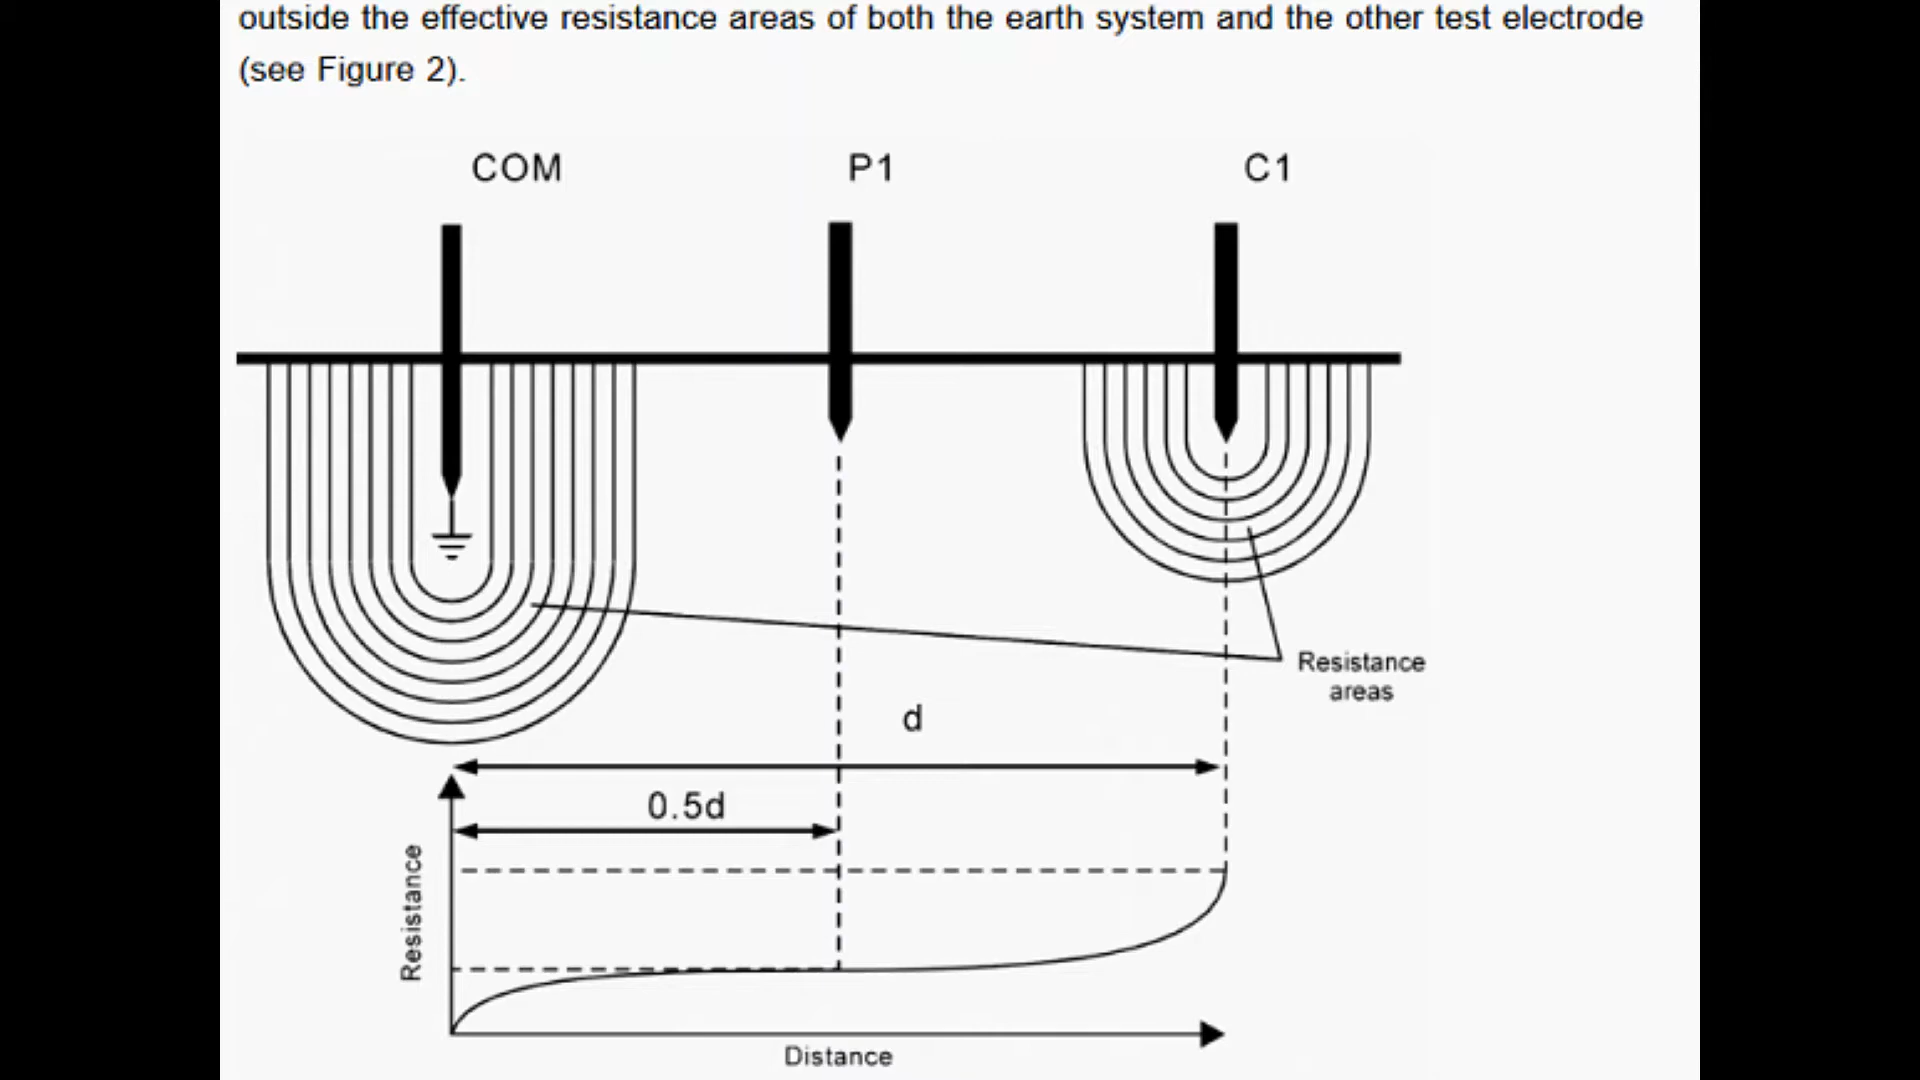 outside the effective resistance areas of both the earth system and the other test electrode
(see Figure 2).
COM
P1
C1
Resistance
areas
d
0.5d
Resistance
Distance